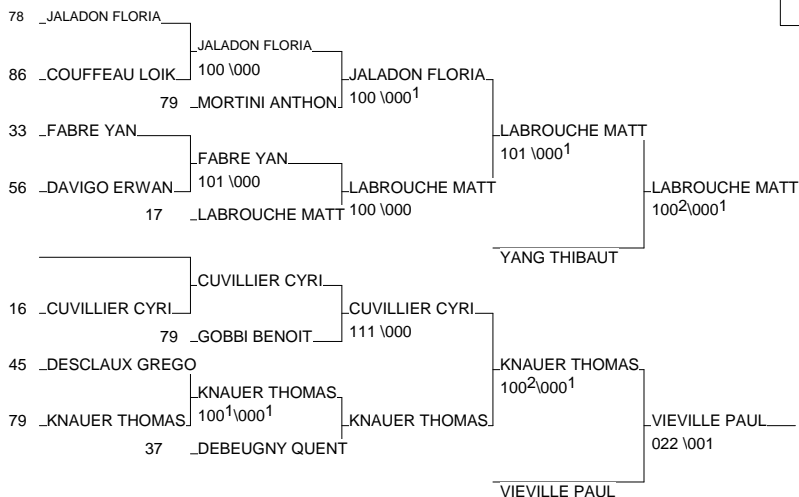 78 JALADON FLORIA
JALADON FLORIA
86 COUFFEAU LOIK 100 \000 JALADON FLORIA
79 MORTINI ANTHON 100 \000¹
33 FABRE YAN LABROUCHE MATT
FABRE YAN 101 \000¹
56 DAVIGO ERWAN 101 \000 LABROUCHE MATT LABROUCHE MATT
17 LABROUCHE MATT 100 \000 100²\000¹
YANG THIBAUT
CUVILLIER CYRI
16 CUVILLIER CYRI CUVILLIER CYRI
79 GOBBI BENOIT 111 \000
45 DESCLAUX GREGO KNAUER THOMAS
KNAUER THOMAS 100²\000¹
79 KNAUER THOMAS 100¹\000¹ KNAUER THOMAS VIEVILLE PAUL
37 DEBEUGNY QUENT 022 \001
VIEVILLE PAUL